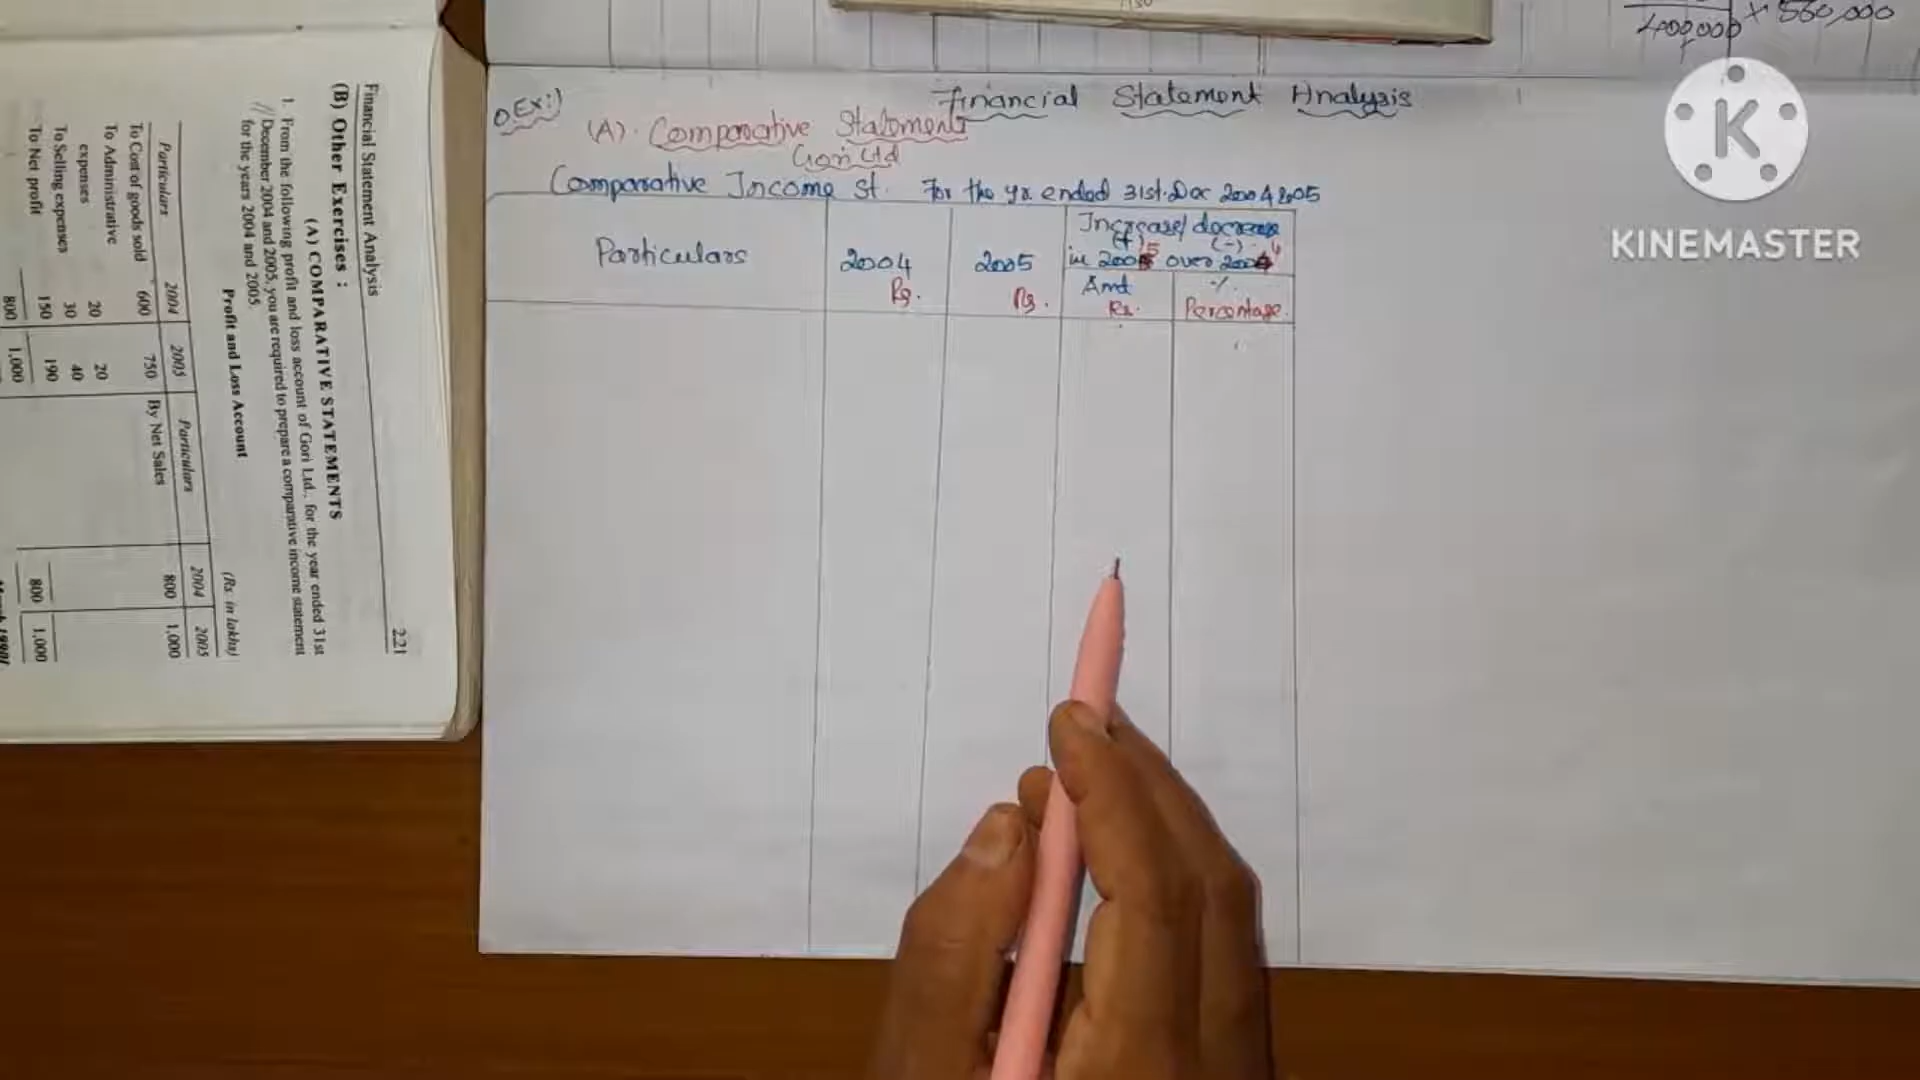 Financial Statement Analysis
221
(B) Other Exercises :
(A) COMPARATIVE STATEMENTS
1. From the following profit and loss account of Gori Ltd., for the year ended 31st
December 2004 and 2005, you are required to prepare a comparative income statement
for the years 2004 and 2005.
Profit and Loss Account
(Rs. in lakhs)
Particulars 2004 2005 Particulars 2004 2005
To Cost of goods sold 600 750 By Net Sales 800 1,000
To Administrative
expenses 20 20
To Selling expenses 30 40
To Net profit 150 190
800 1,000 800 1,000
400,000 × 560,000
Financial Statement Analysis
Ex:)
(A). Comparative Statements
Gori Ltd
Comparative Income St. For the yr ended 31st. Dec 2004 2005
Particulars
2004
Rs.
2005
Rs.
Increase/ decrease
(+) (-)
in 2005 over 2004
Amt
Rs.
%
Percentage.
K
KINEMASTER